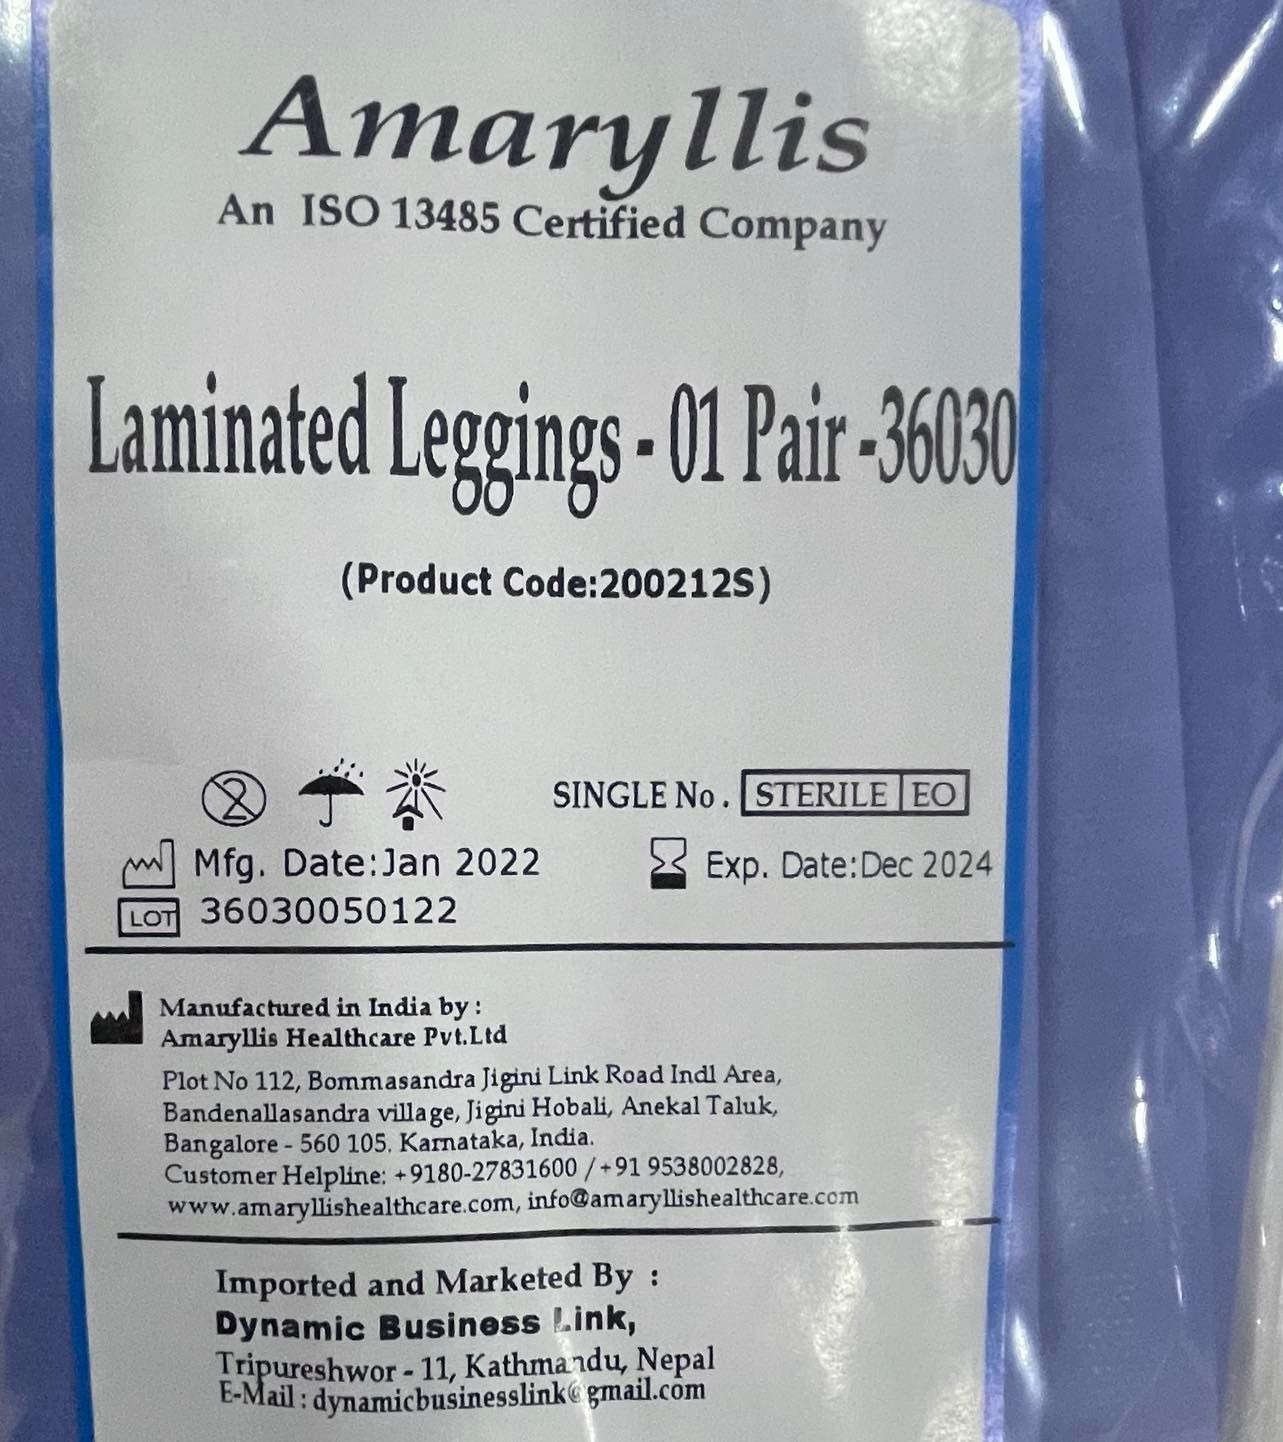 Amaryllis
An ISO 13485 Certified Company
Laminated Leggings - 01 Pair -36030
(Product Code:200212S)
2 SINGLE No. STERILE EO
Mfg. Date:Jan 2022 Exp. Date:Dec 2024
LOT 36030050122
Manufactured in India by :
Amaryllis Healthcare Pvt.Ltd
Plot No 112, Bommasandra Jigini Link Road Indl Area,
Bandenallasandra village, Jigini Hobali, Anekal Taluk,
Bangalore - 560 105. Karnataka, India.
Customer Helpline: +9180-27831600 / +91 9538002828,
www.amaryllishealthcare.com, info@amaryllishealthcare.com
Imported and Marketed By :
Dynamic Business Link,
Tripureshwor - 11, Kathmandu, Nepal
E-Mail : dynamicbusinesslink@gmail.com